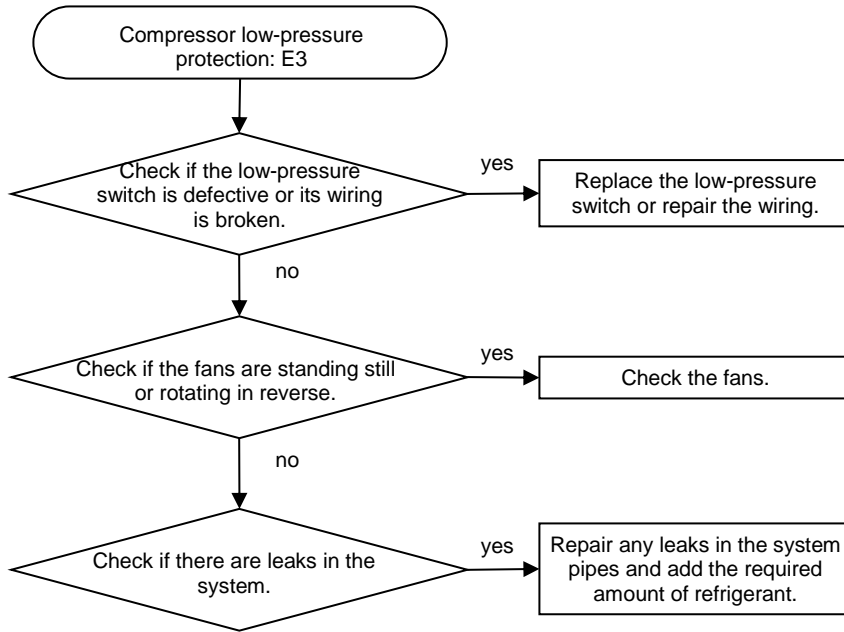 Compressor low-pressure
protection: E3
Check if the low-pressure
switch is defective or its wiring
is broken.
yes
Replace the low-pressure
switch or repair the wiring.
no
Check if the fans are standing still
or rotating in reverse.
yes
Check the fans.
no
Check if there are leaks in the
system.
yes
Repair any leaks in the system
pipes and add the required
amount of refrigerant.